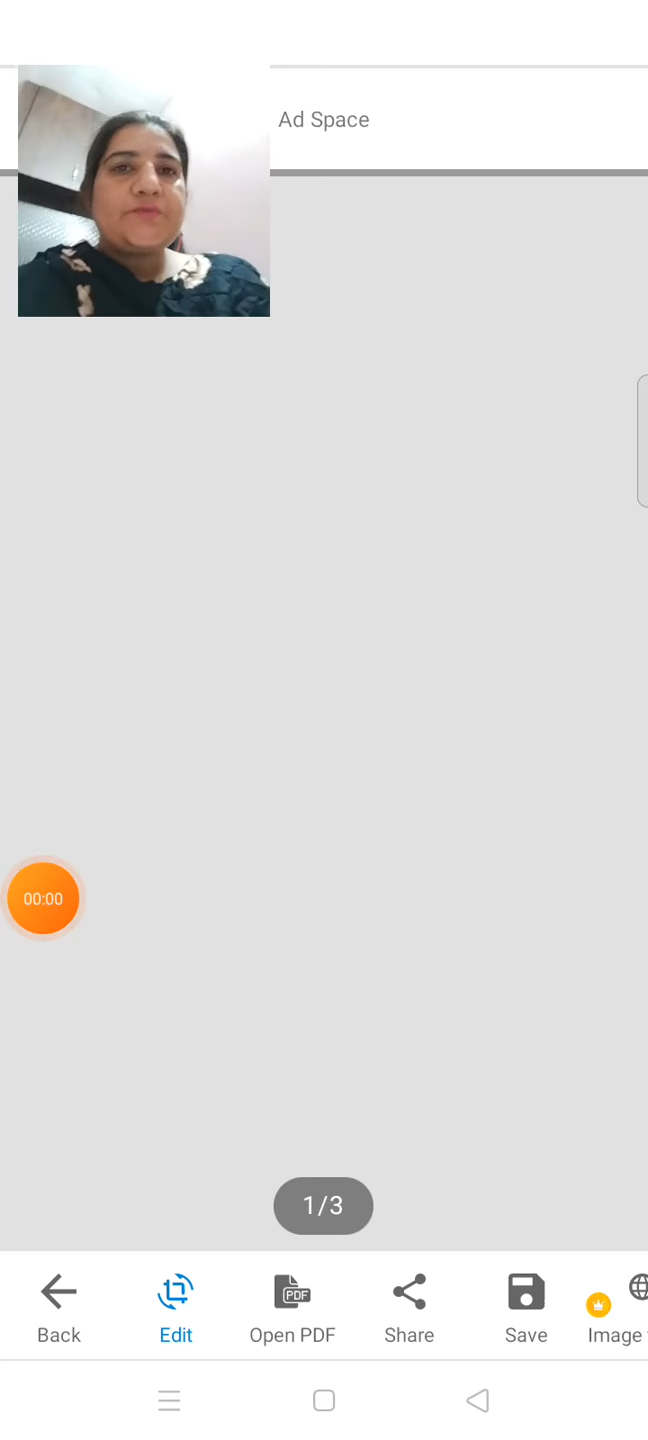 Ad Space
00:00
1/3
PDF
Back
Edit
Open PDF
Share
Save
Image